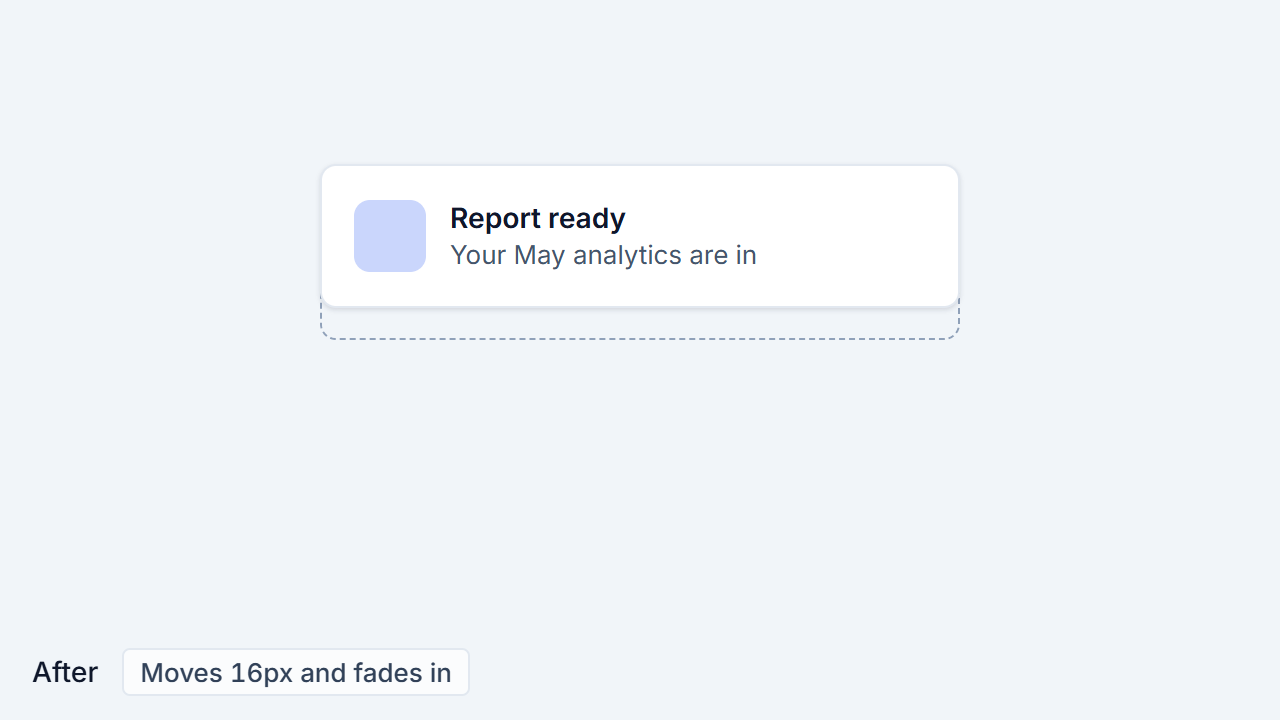 Report ready
Your May analytics are in
After
Moves 16px and fades in